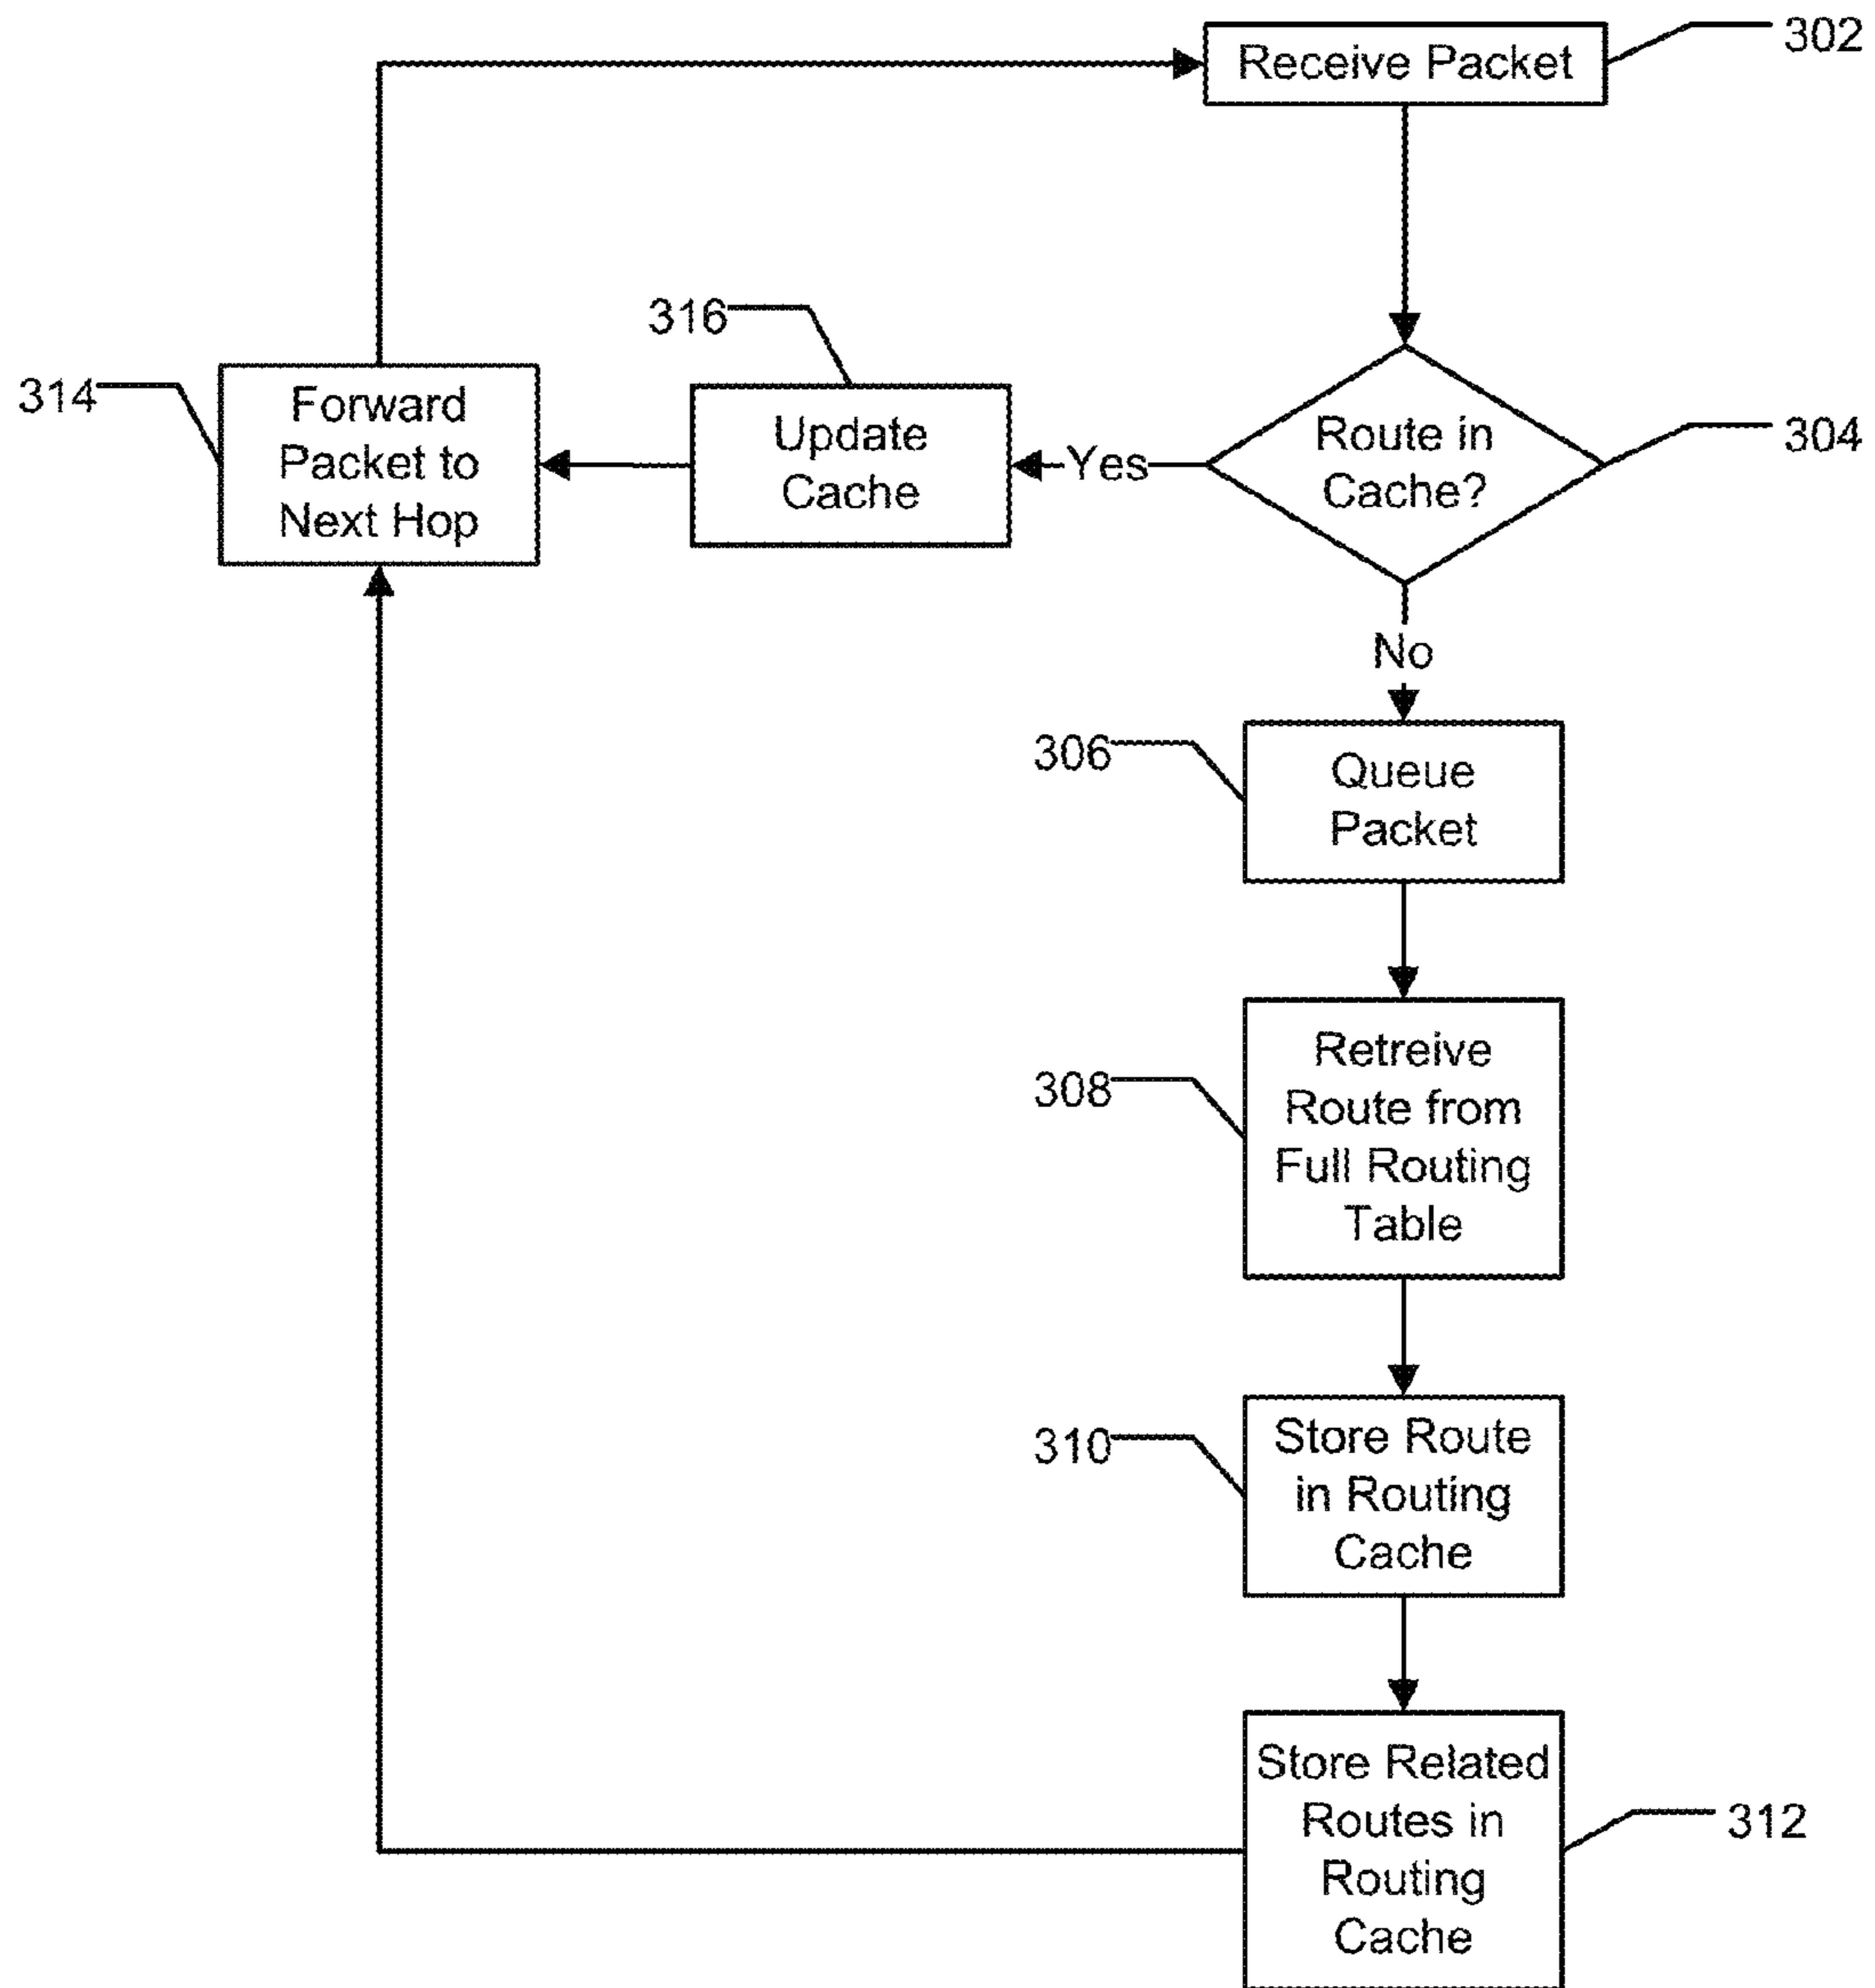 Receive Packet
302
316
314
Forward
Packet to
Next Hop
Update
Cache
Yes
Route in
Cache?
304
No
306
Queue
Packet
308
Retreive
Route from
Full Routing
Table
310
Store Route
in Routing
Cache
Store Related
Routes in
Routing
Cache
312